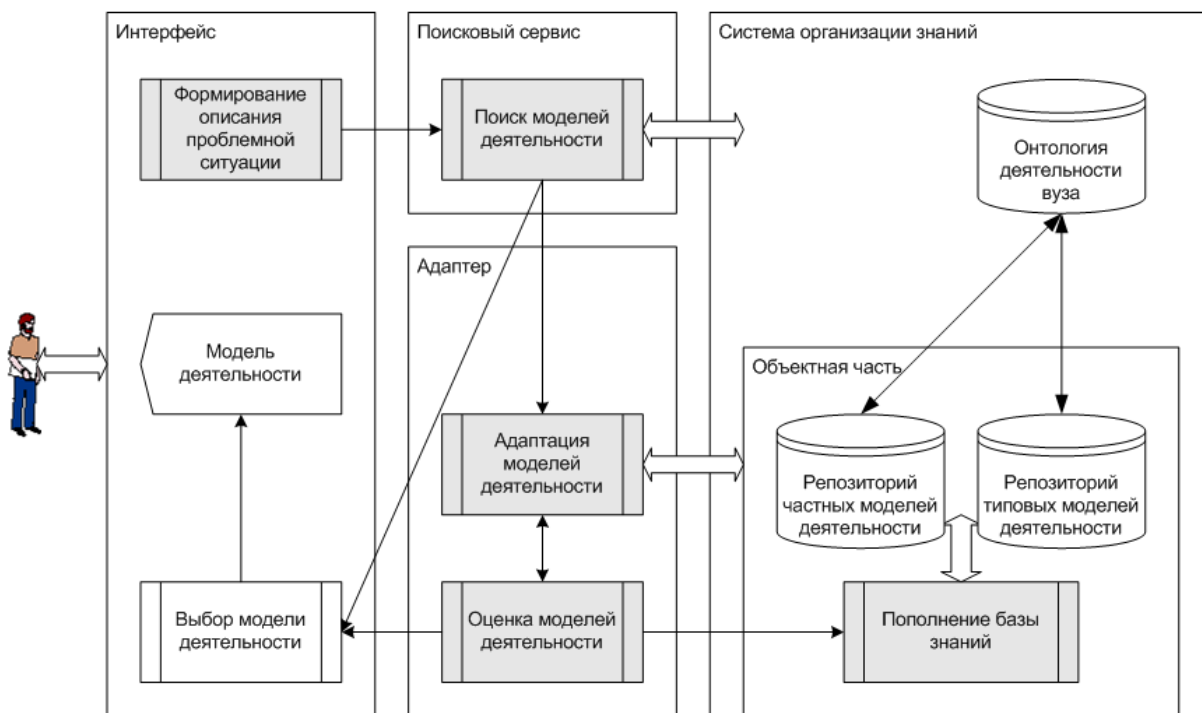 Интерфейс
Формирование
описания
проблемной
ситуации
Модель
деятельности
Выбор модели
деятельности
Поисковый сервис
Поиск моделей
деятельности
Адаптер
Адаптация
моделей
деятельности
Оценка моделей
деятельности
Система организации знаний
Онтология
деятельности
вуза
Объектная часть
Репозиторий
частных моделей
деятельности
Репозиторий
типовых моделей
деятельности
Пополнение базы
знаний